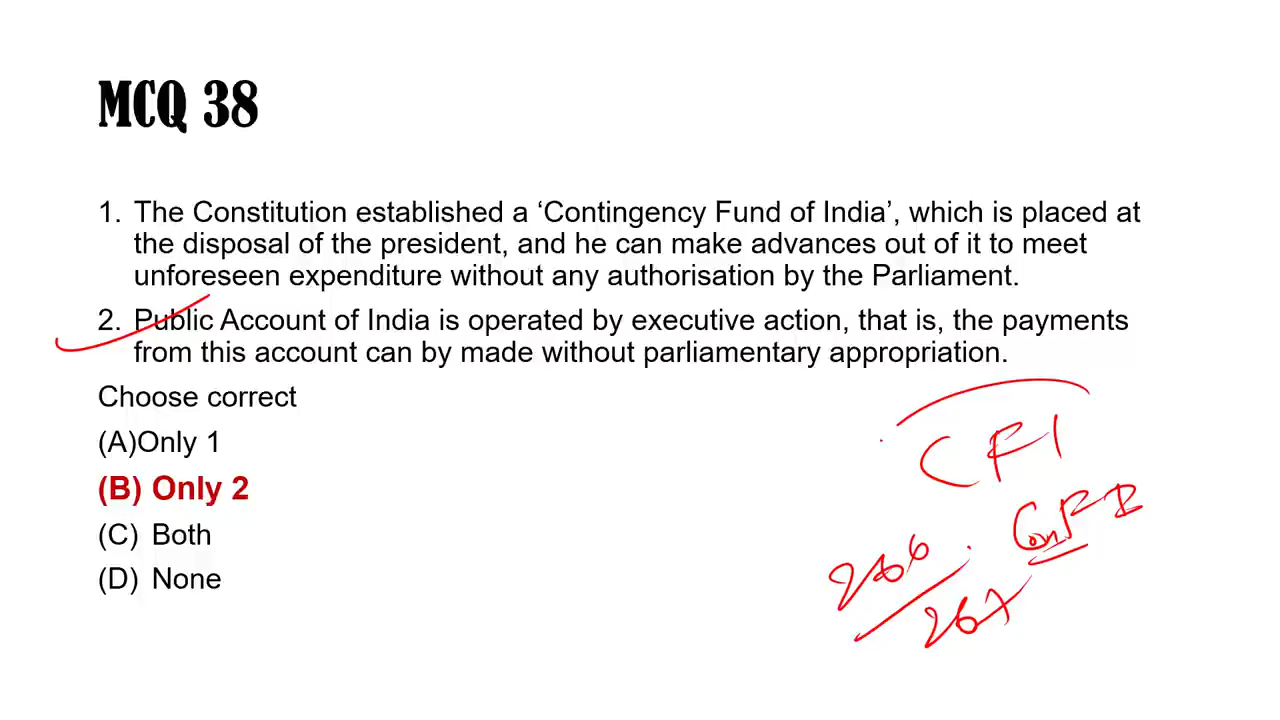 MCQ 38
1. The Constitution established a ‘Contingency Fund of India’, which is placed at
the disposal of the president, and he can make advances out of it to meet
unforeseen expenditure without any authorisation by the Parliament.
2. Public Account of India is operated by executive action, that is, the payments
from this account can by made without parliamentary appropriation.
Choose correct
(A)Only 1
(B) Only 2
(C) Both
(D) None
CFI
ConFI
266
267